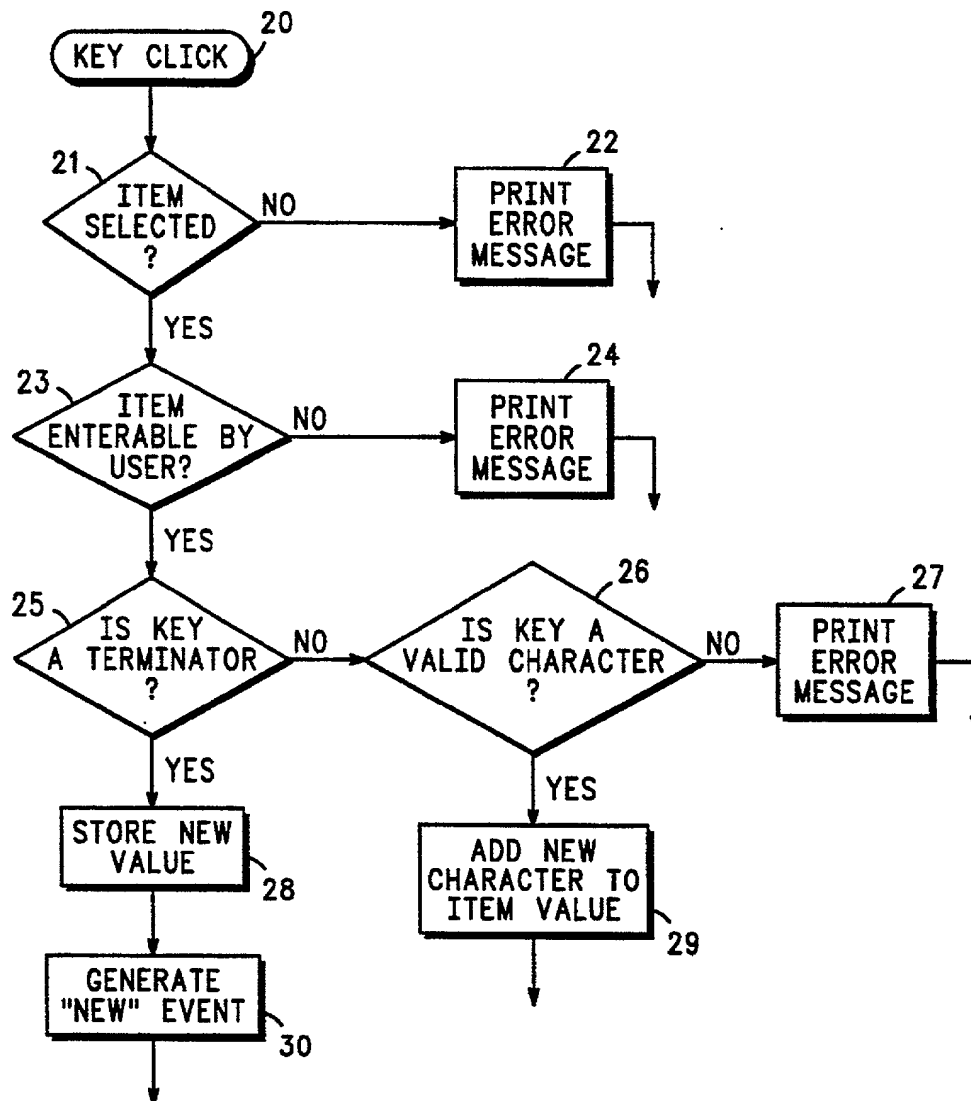 20
KEY CLICK
21
ITEM
SELECTED
?
NO
22
PRINT
ERROR
MESSAGE
YES
23
ITEM
ENTERABLE BY
USER?
NO
24
PRINT
ERROR
MESSAGE
YES
25
IS KEY
A TERMINATOR
?
NO
26
IS KEY A
VALID CHARACTER
?
NO
27
PRINT
ERROR
MESSAGE
YES
STORE NEW
VALUE
28
YES
ADD NEW
CHARACTER TO
ITEM VALUE
29
GENERATE
"NEW" EVENT
30